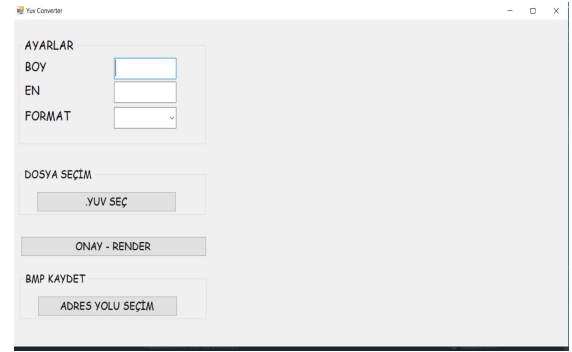 Yuv Converter
AYARLAR
BOY
EN
FORMAT
DOSYA SEÇİM
.YUV SEÇ
ONAY - RENDER
BMP KAYDET
ADRES YOLU SEÇİM